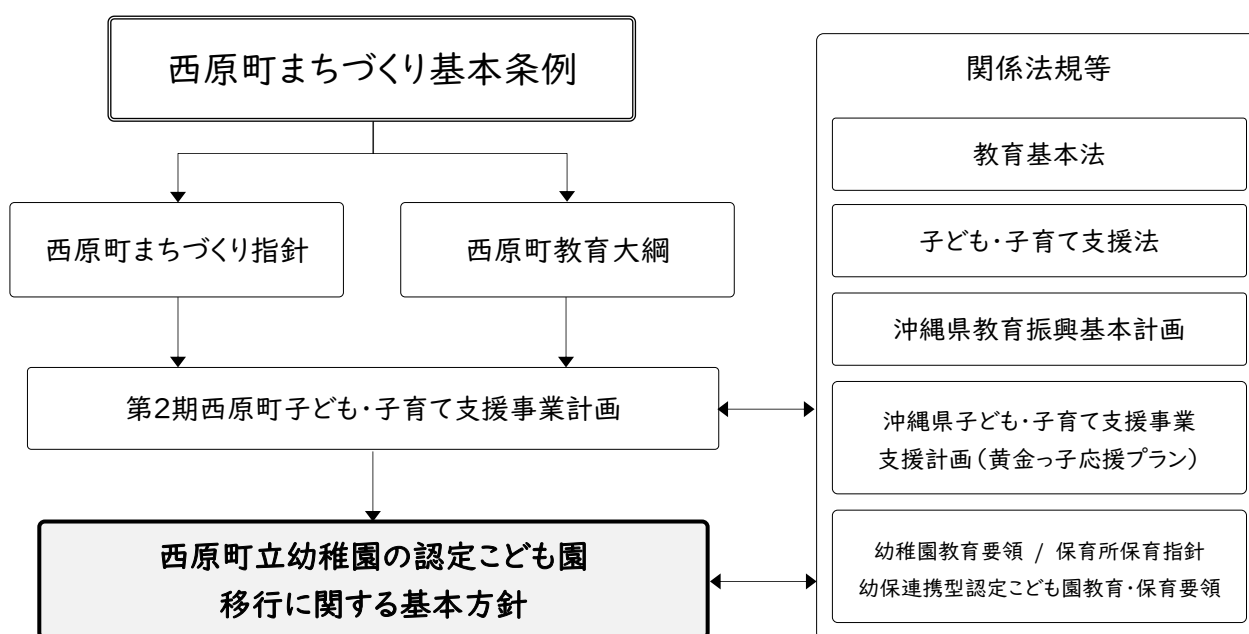 西原町まちづくり基本条例
西原町まちづくり指針
西原町教育大綱
第2期西原町子ども・子育て支援事業計画
西原町立幼稚園の認定こども園
移行に関する基本方針
関係法規等
教育基本法
子ども・子育て支援法
沖縄県教育振興基本計画
沖縄県子ども・子育て支援事業
支援計画(黄金っ子応援プラン)
幼稚園教育要領 / 保育所保育指針
幼保連携型認定こども園教育・保育要領